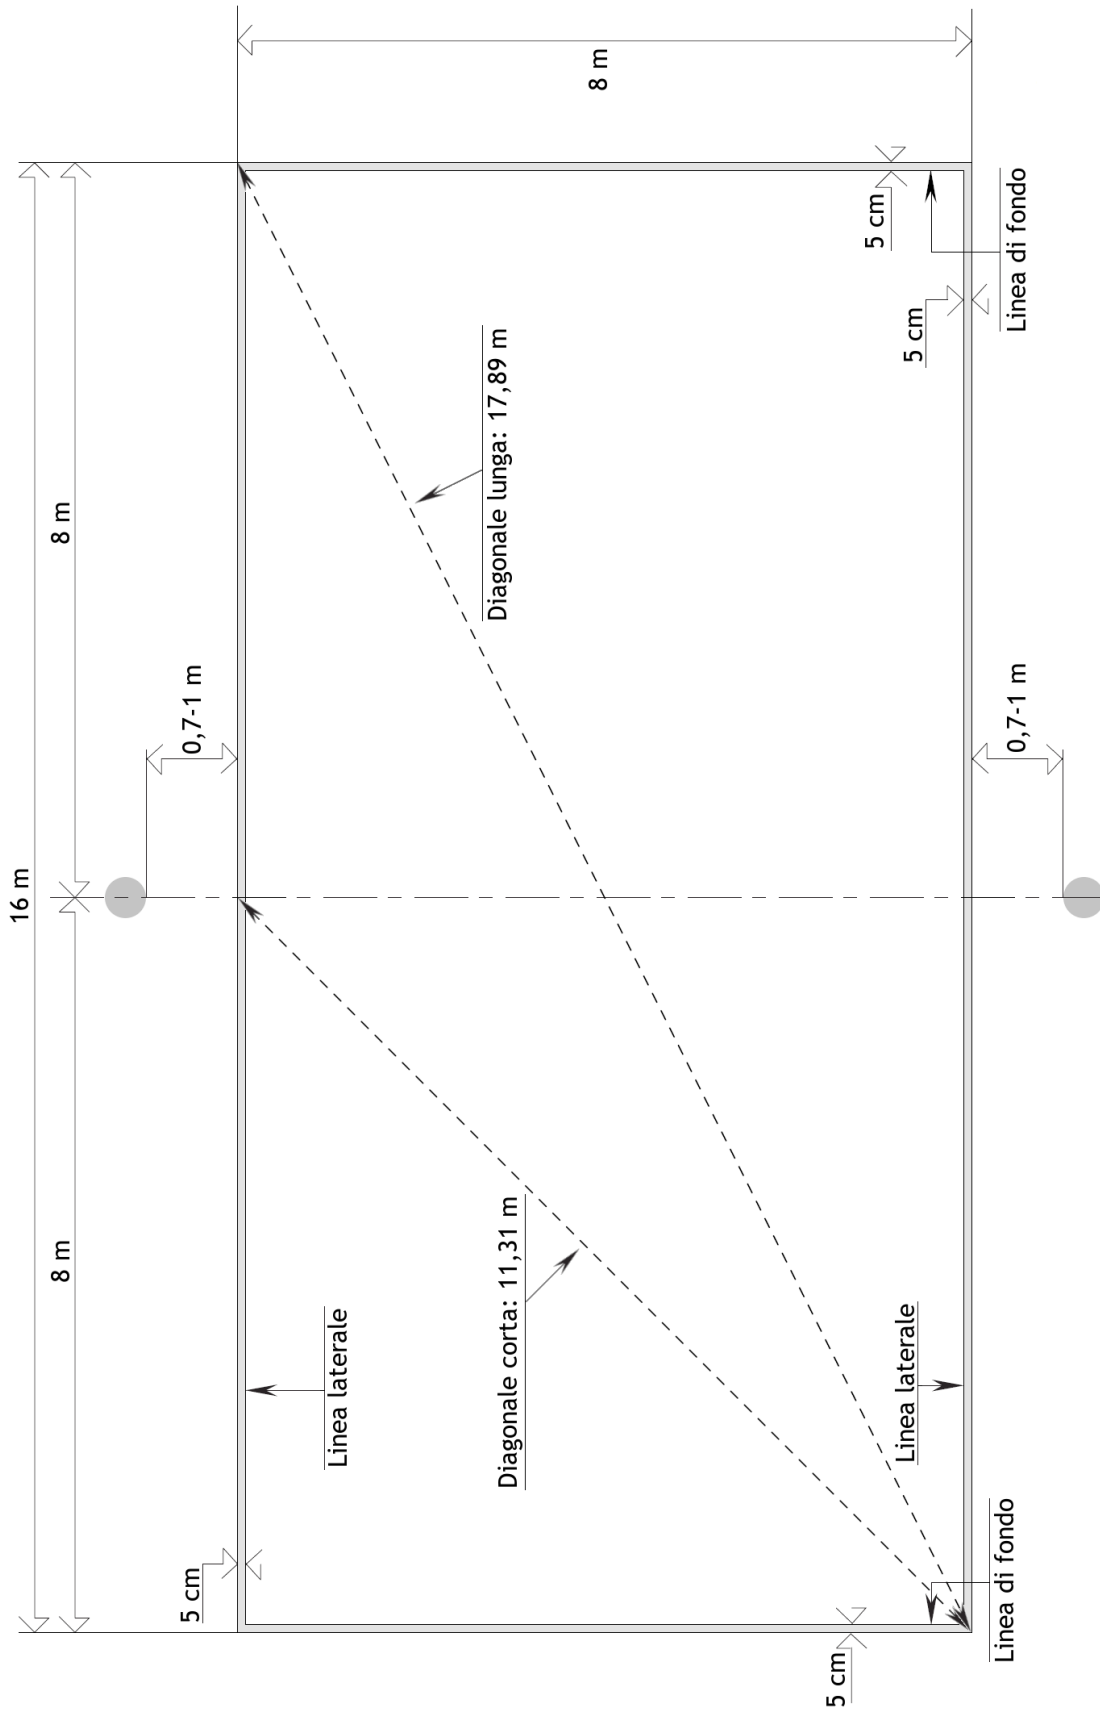 16 m
8 m
8 m
5 cm
0,7-1 m
Linea laterale
Diagonale corta: 11,31 m
Diagonale lunga: 17,89 m
8 m
5 cm
5 cm
Linea laterale
5 cm
Linea di fondo
0,7-1 m
Linea di fondo